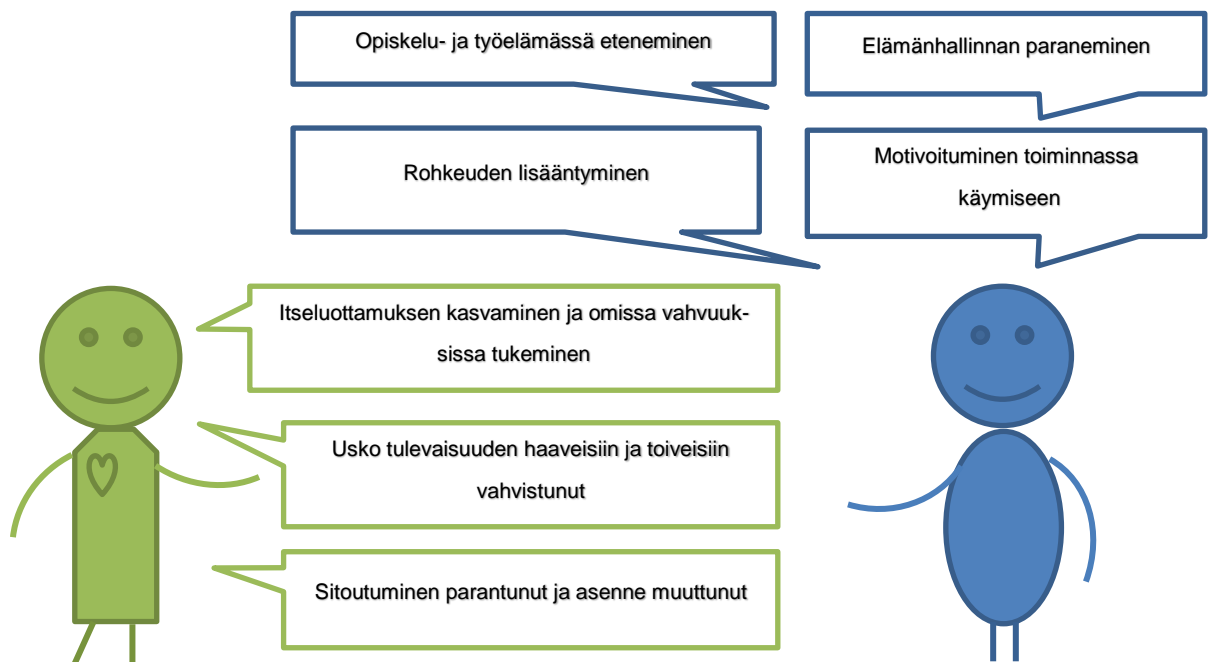 Opiskelu- ja työelämässä eteneminen
Elämänhallinnan paraneminen
Rohkeuden lisääntyminen
Motivoituminen toiminnassa
käymiseen
Itseluottamuksen kasvaminen ja omissa vahvuuk-
sissa tukeminen
Usko tulevaisuuden haaveisiin ja toiveisiin
vahvistunut
Sitoutuminen parantunut ja asenne muuttunut